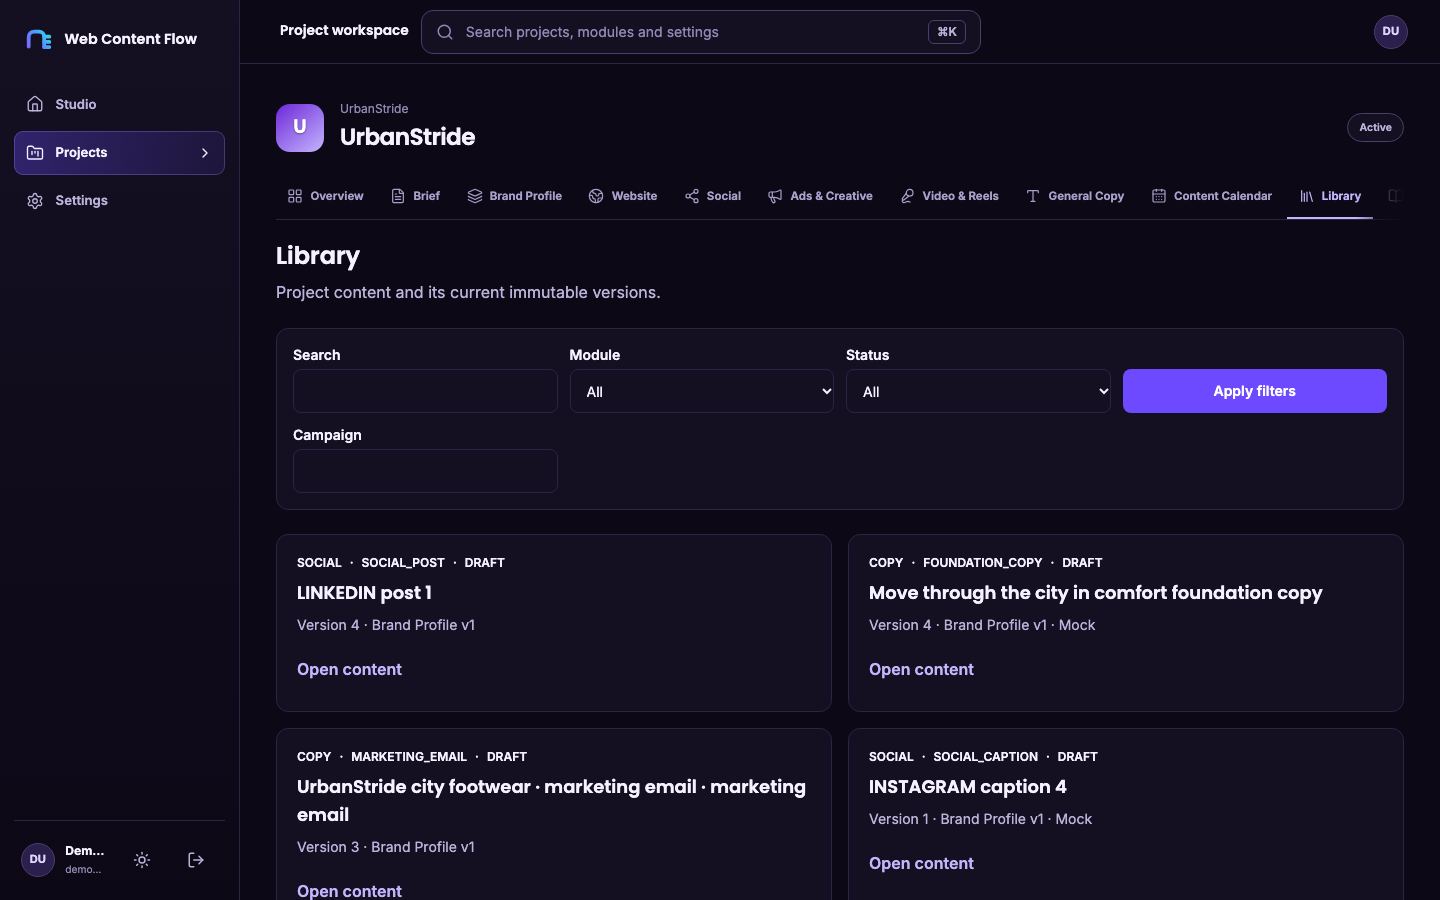 Web Content Flow
Project workspace
Search projects, modules and settings
⌘K
DU
Studio
Projects
Settings
U
UrbanStride
UrbanStride
Active
Overview
Brief
Brand Profile
Website
Social
Ads & Creative
Video & Reels
General Copy
Content Calendar
Library
Library
Project content and its current immutable versions.
Search
Module
Status
All
All
Apply filters
Campaign
SOCIAL · SOCIAL_POST · DRAFT
LINKEDIN post 1
Version 4 · Brand Profile v1
Open content
COPY · FOUNDATION_COPY · DRAFT
Move through the city in comfort foundation copy
Version 4 · Brand Profile v1 · Mock
Open content
COPY · MARKETING_EMAIL · DRAFT
UrbanStride city footwear · marketing email · marketing
email
Version 3 · Brand Profile v1
Open content
SOCIAL · SOCIAL_CAPTION · DRAFT
INSTAGRAM caption 4
Version 1 · Brand Profile v1 · Mock
Open content
DU
Dem...
demo...